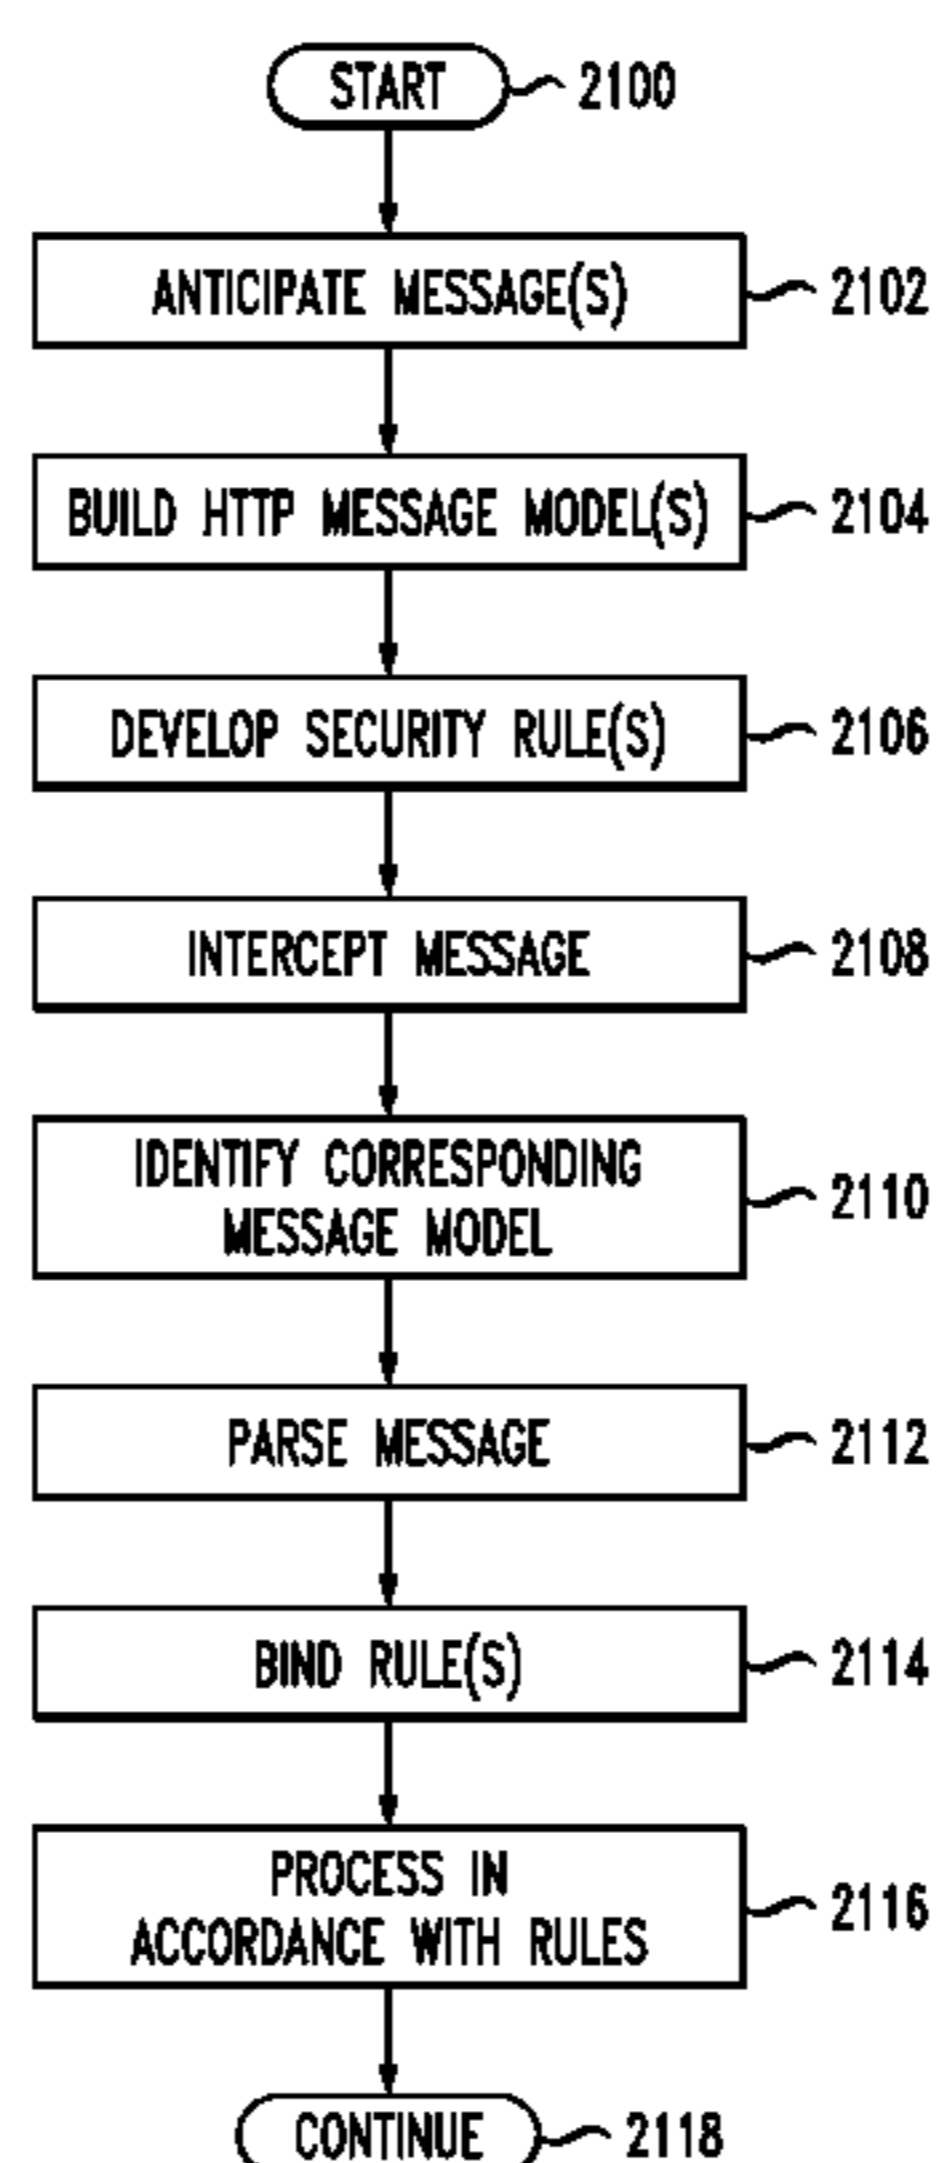 START 2100
ANTICIPATE MESSAGE(S) 2102
BUILD HTTP MESSAGE MODEL(S) 2104
DEVELOP SECURITY RULE(S) 2106
INTERCEPT MESSAGE 2108
IDENTIFY CORRESPONDING
MESSAGE MODEL 2110
PARSE MESSAGE 2112
BIND RULE(S) 2114
PROCESS IN
ACCORDANCE WITH RULES 2116
CONTINUE 2118